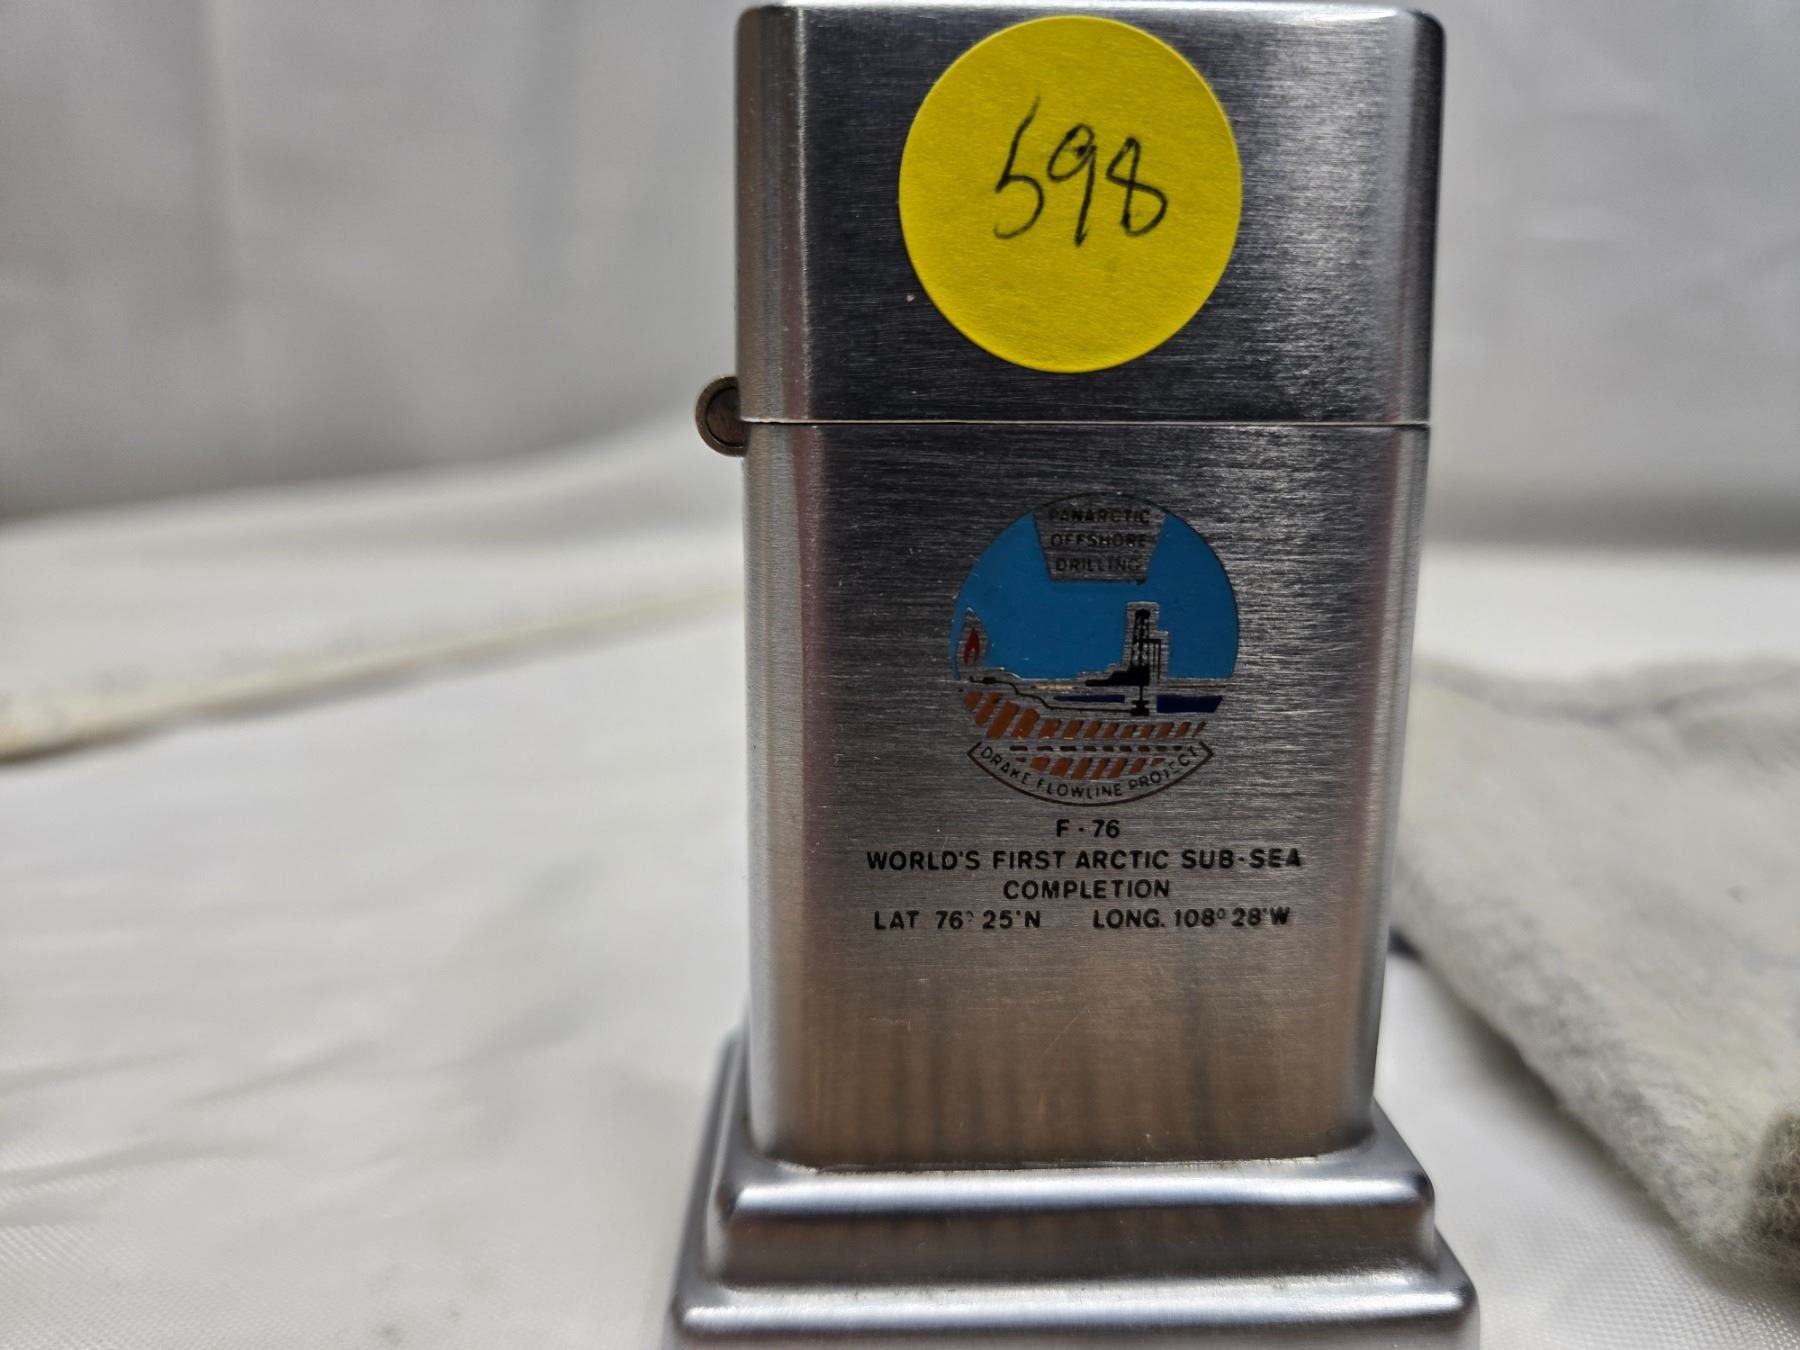 598
PANARCTIC
OFFSHORE
DRILLING
DRAKE FLOWLINE PROJECT
F - 76
WORLD'S FIRST ARCTIC SUB-SEA
COMPLETION
LAT 76° 25'N LONG. 108° 28'W